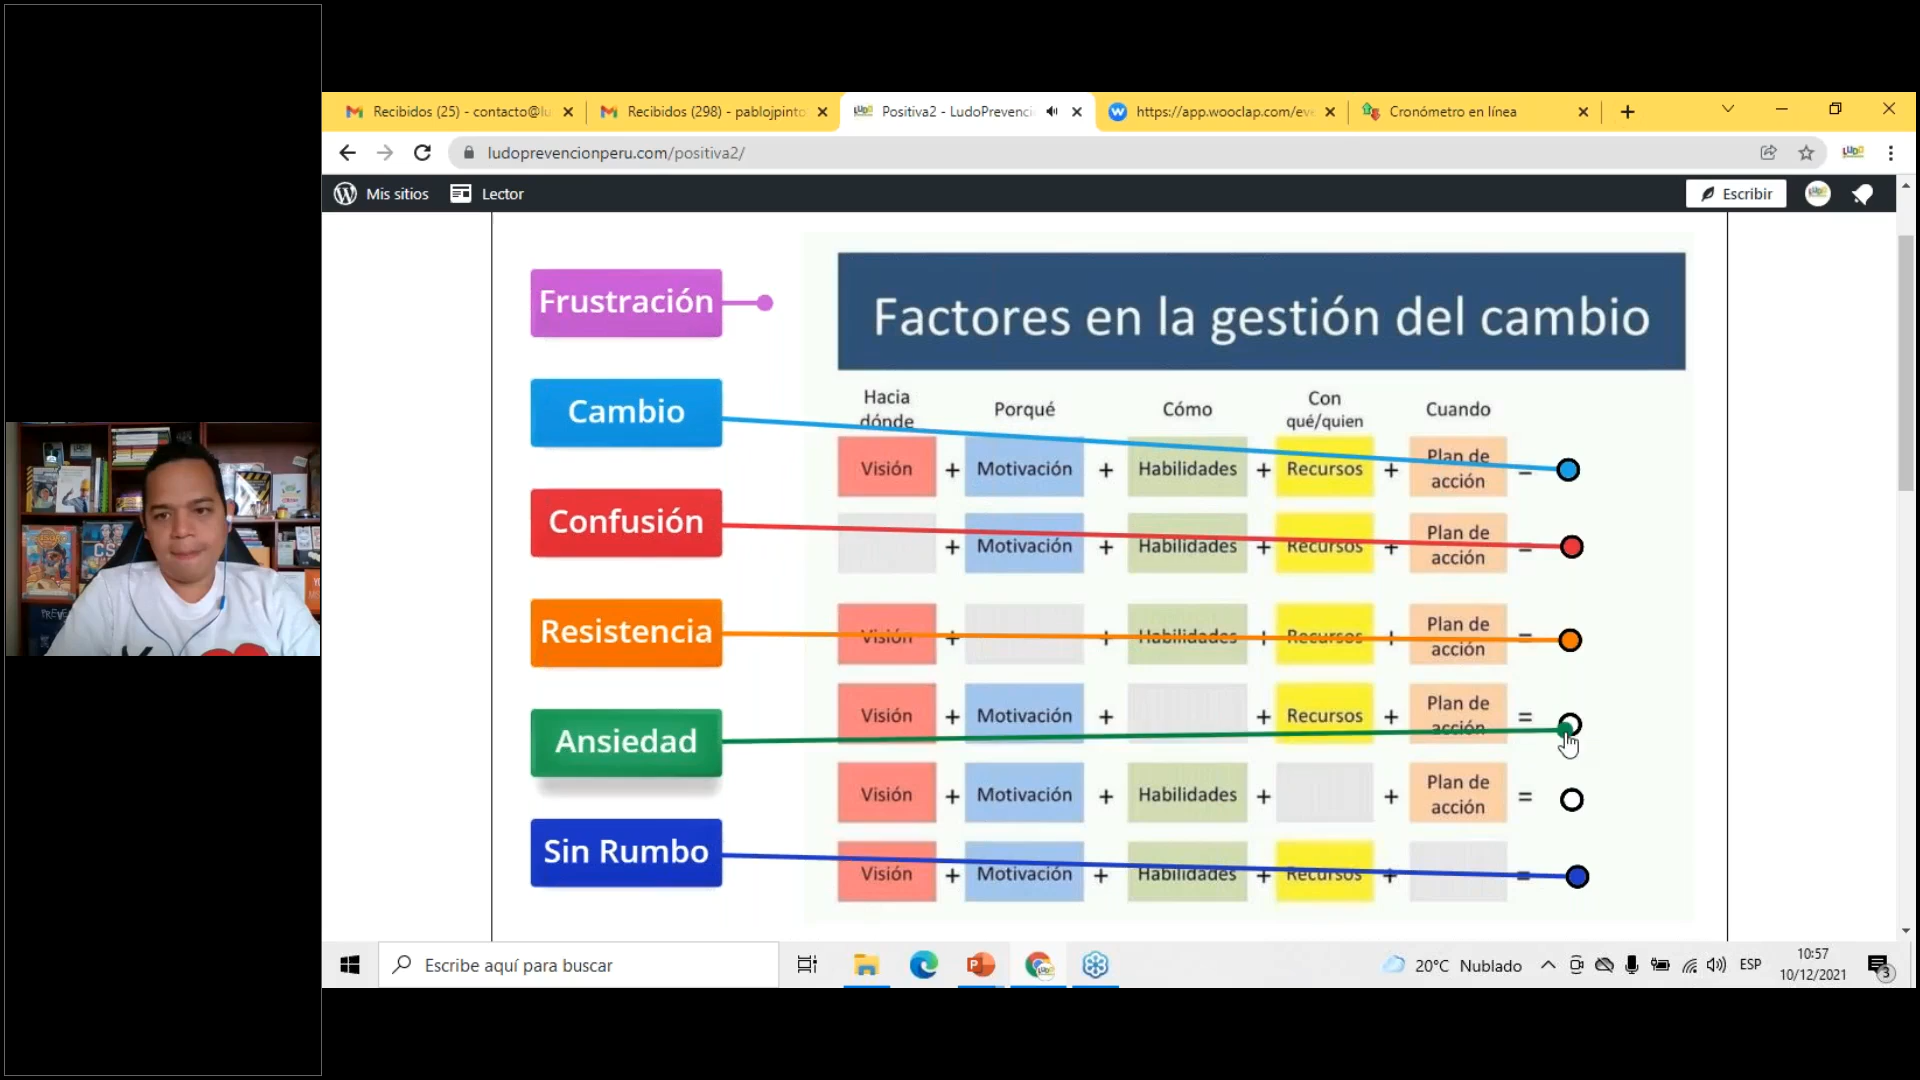 Recibidos (25) - contacto@lu
Recibidos (298) - pablojpinto
Positiva2 - LudoPrevenci
https://app.wooclap.com/eve
Cronómetro en línea
ludoprevencionperu.com/positiva2/
Mis sitios
Lector
Escribir
Frustración
Cambio
Confusión
Resistencia
Ansiedad
Sin Rumbo
Factores en la gestión del cambio
Hacia dónde
Porqué
Cómo
Con qué/quien
Cuando
Visión + Motivación + Habilidades + Recursos + Plan de acción =
+ Motivación + Habilidades + Recursos + Plan de acción =
Visión + + Habilidades + Recursos + Plan de acción =
Visión + Motivación + + Recursos + Plan de acción =
Visión + Motivación + Habilidades + + Plan de acción =
Visión + Motivación + Habilidades + Recursos + =
Escribe aquí para buscar
20°C Nublado
ESP
10:57
10/12/2021
3